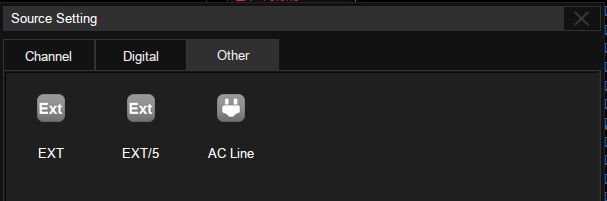 Source Setting
Channel Digital Other
Ext Ext
EXT EXT/5 AC Line